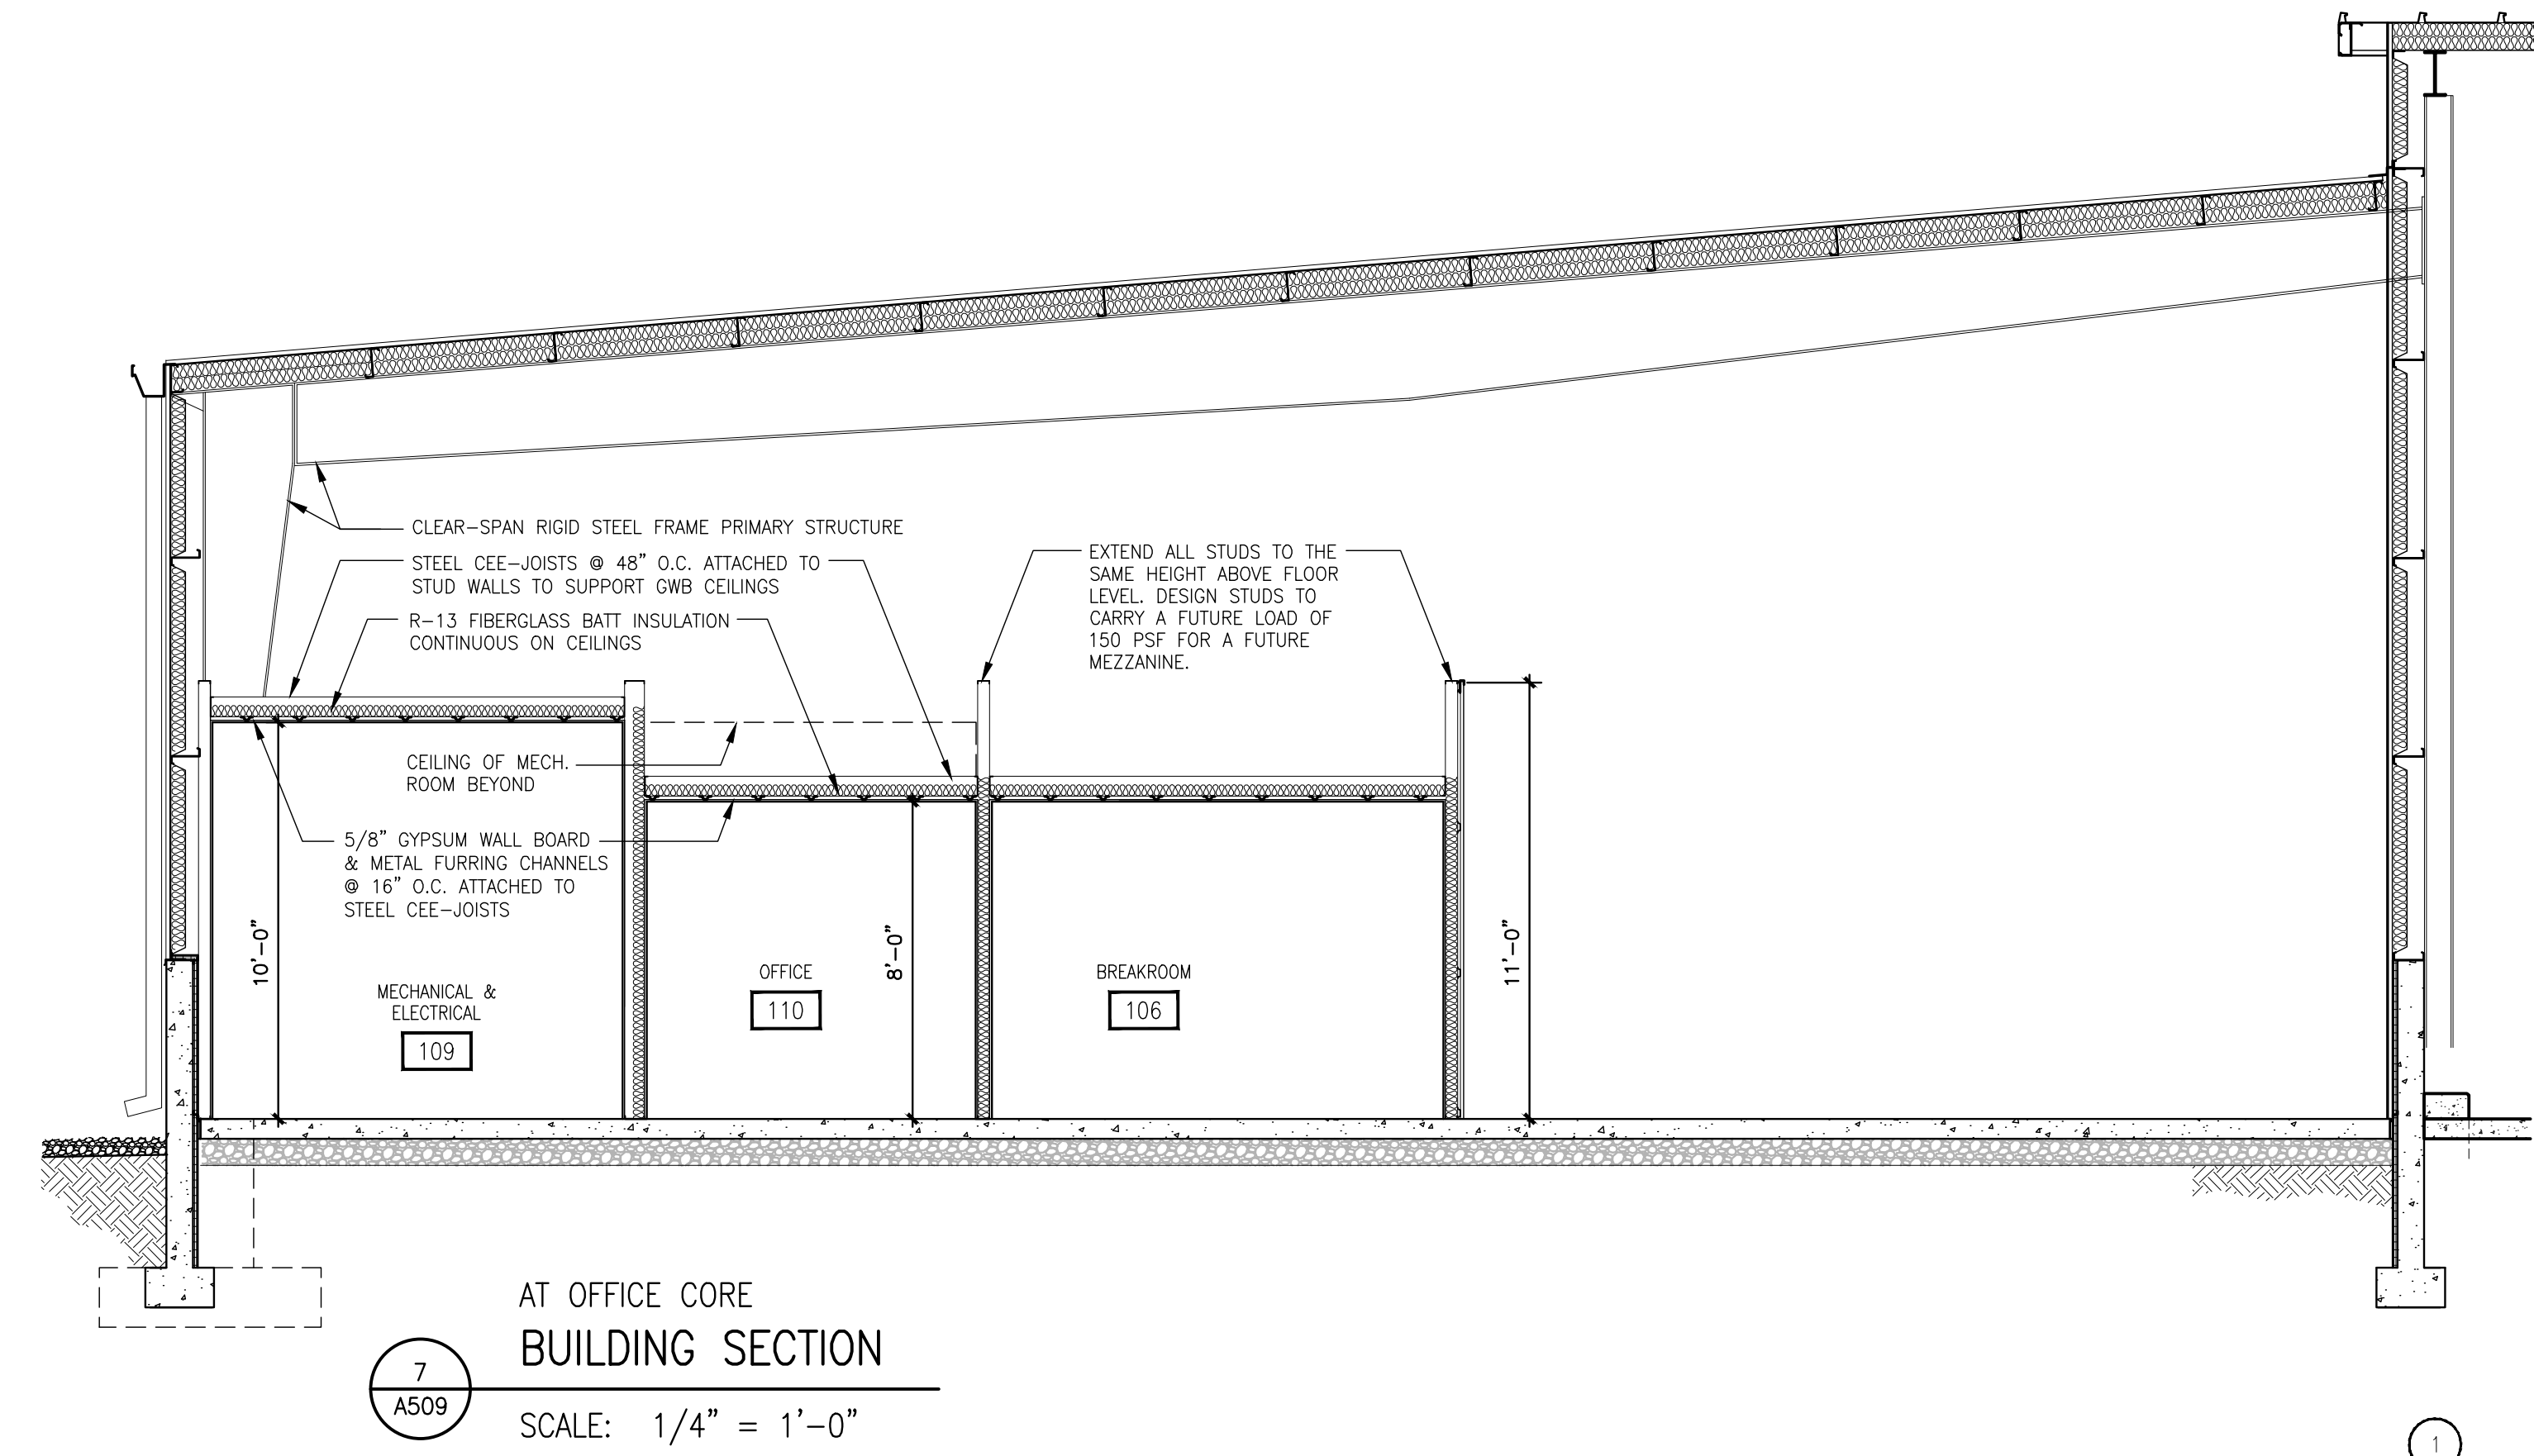 CLEAR-SPAN RIGID STEEL FRAME PRIMARY STRUCTURE
STEEL CEE-JOISTS @ 48" O.C. ATTACHED TO
STUD WALLS TO SUPPORT GWB CEILINGS
R-13 FIBERGLASS BATT INSULATION
CONTINUOUS ON CEILINGS
EXTEND ALL STUDS TO THE
SAME HEIGHT ABOVE FLOOR
LEVEL. DESIGN STUDS TO
CARRY A FUTURE LOAD OF
150 PSF FOR A FUTURE
MEZZANINE.
CEILING OF MECH.
ROOM BEYOND
5/8" GYPSUM WALL BOARD
& METAL FURRING CHANNELS
@ 16" O.C. ATTACHED TO
STEEL CEE-JOISTS
10'-0"
MECHANICAL &
ELECTRICAL
109
OFFICE
110
8'-0"
BREAKROOM
106
11'-0"
AT OFFICE CORE
BUILDING SECTION
7
A509
SCALE: 1/4" = 1'-0"
1